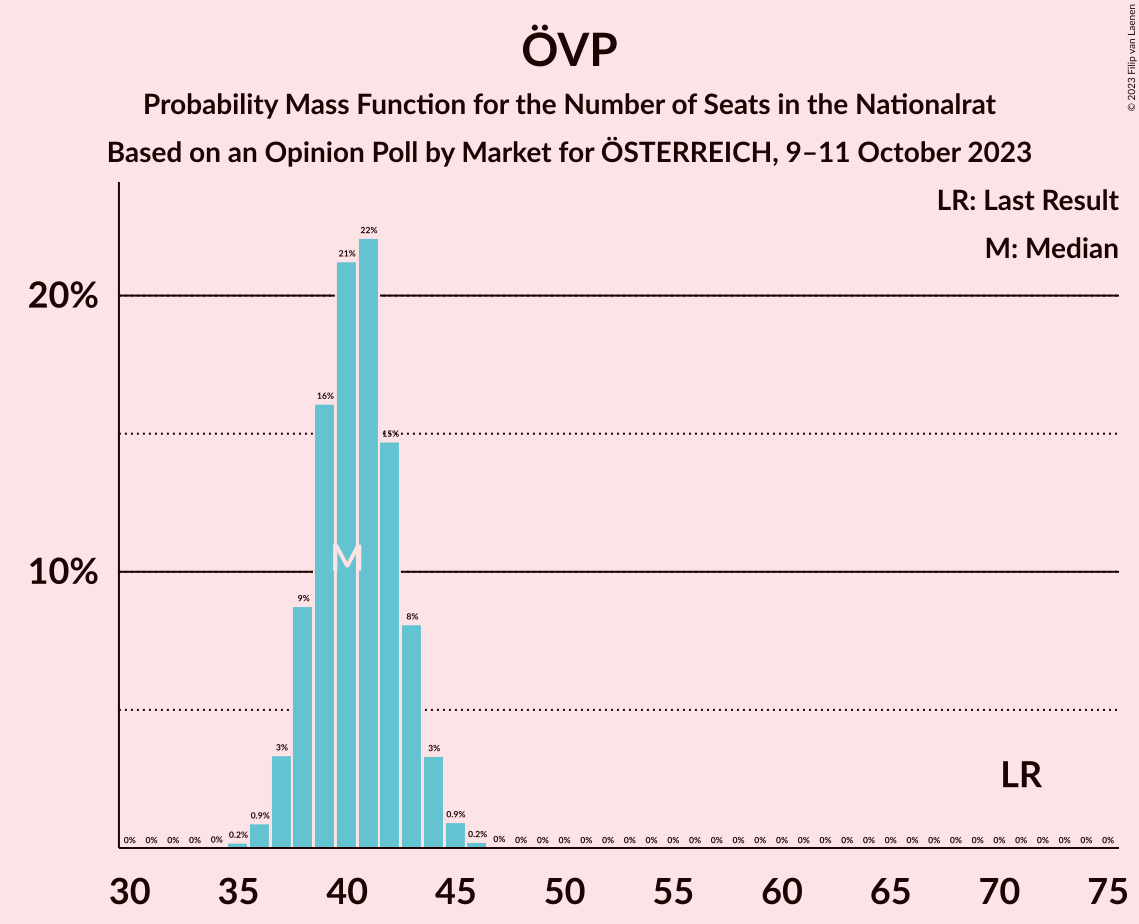 ÖVP
Probability Mass Function for the Number of Seats in the Nationalrat
Based on an Opinion Poll by Market for ÖSTERREICH, 9–11 October 2023
© 2023 Filip van Laenen
LR: Last Result
M: Median
20%
10%
0% 0% 0% 0% 0% 0.2% 0.9% 3% 9% 16% 21% 22% 15% 8% 3% 0.9% 0.2% 0% 0% 0% 0% 0% 0% 0% 0% 0% 0% 0% 0% 0% 0% 0% 0% 0% 0% 0% 0% 0% 0% 0% 0% 0% 0% 0% 0% 0%
M
LR
30 35 40 45 50 55 60 65 70 75